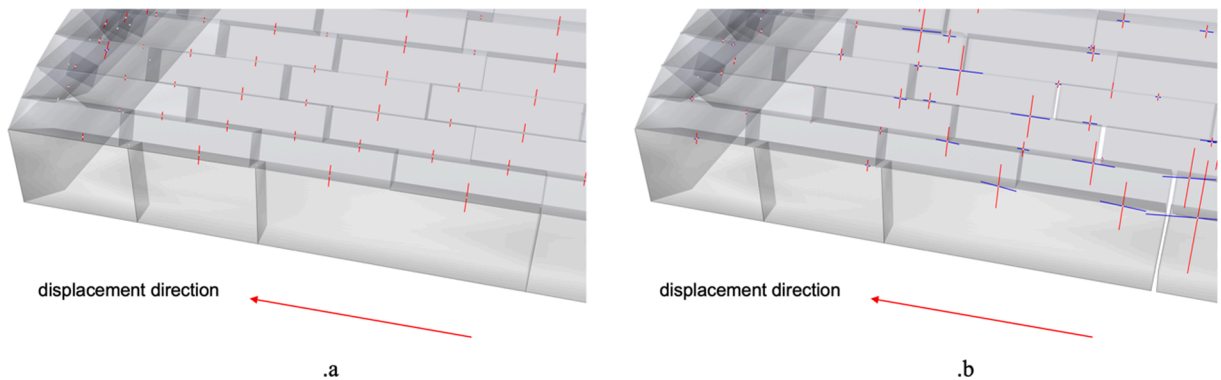 displacement direction
displacement direction
.a
.b